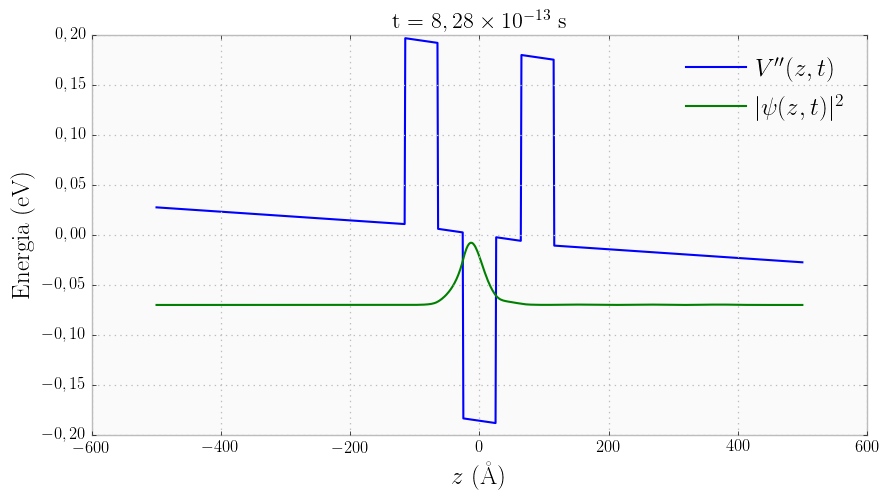 t = 8, 28 × 10⁻¹³ s
V''(z, t)
|ψ(z, t)|²
Energia (eV)
0,20
0,15
0,10
0,05
0,00
−0,05
−0,10
−0,15
−0,20
−600 −400 −200 0 200 400 600
z (Å)